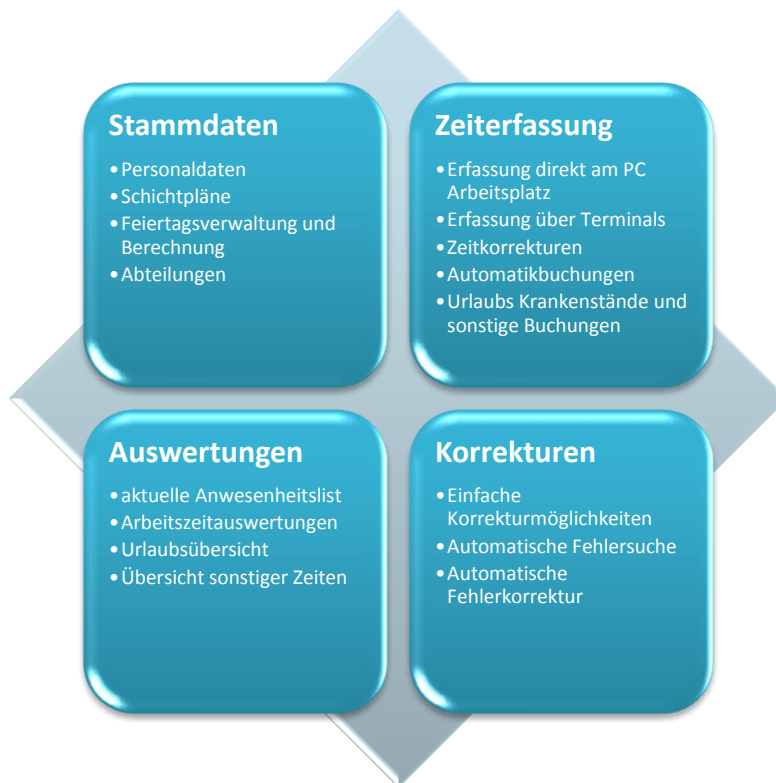 Stammdaten
•Personaldaten
•Schichtpläne
•Feiertagsverwaltung und
Berechnung
•Abteilungen
Zeiterfassung
•Erfassung direkt am PC
Arbeitsplatz
•Erfassung über Terminals
•Zeitkorrekturen
•Automatikbuchungen
•Urlaubs Krankenstände und
sonstige Buchungen
Auswertungen
•aktuelle Anwesenheitslist
•Arbeitszeitauswertungen
•Urlaubsübersicht
•Übersicht sonstiger Zeiten
Korrekturen
•Einfache
Korrekturmöglichkeiten
•Automatische Fehlersuche
•Automatische
Fehlerkorrektur